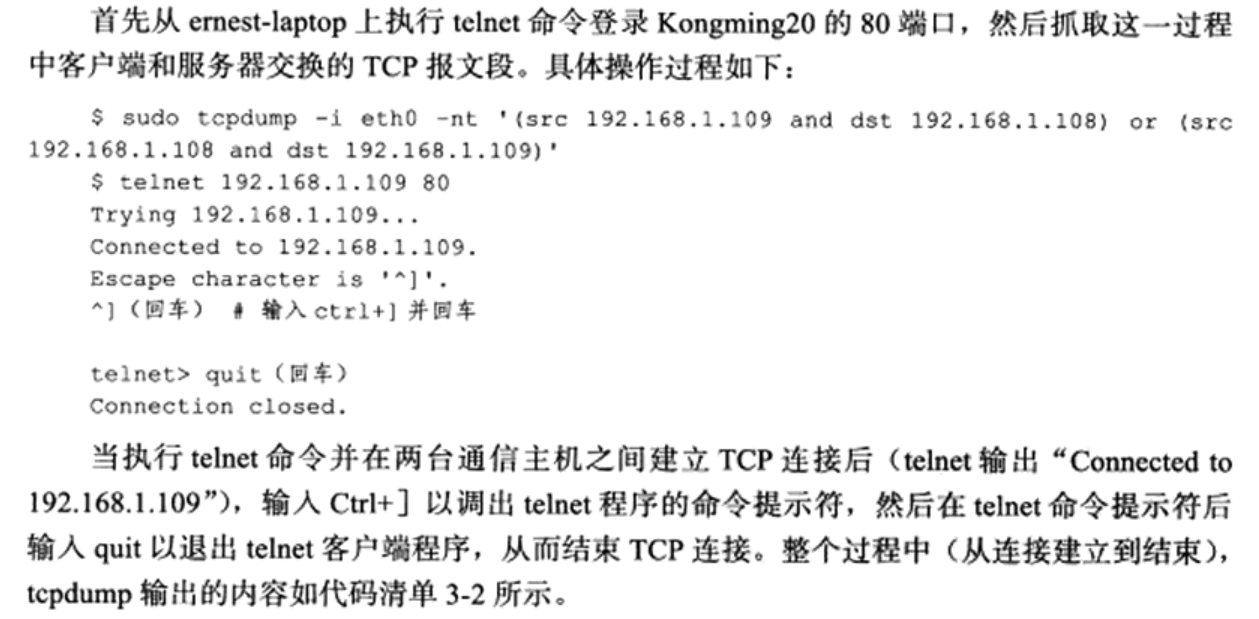 首先从 ernest-laptop 上执行 telnet 命令登录 Kongming20 的 80 端口，然后抓取这一过程
中客户端和服务器交换的 TCP 报文段。具体操作过程如下：
$ sudo tcpdump -i eth0 -nt '(src 192.168.1.109 and dst 192.168.1.108) or (src
192.168.1.108 and dst 192.168.1.109)'
$ telnet 192.168.1.109 80
Trying 192.168.1.109...
Connected to 192.168.1.109.
Escape character is '^]'.
^]（回车） # 输入 ctrl+] 并回车
telnet> quit（回车）
Connection closed.
当执行 telnet 命令并在两台通信主机之间建立 TCP 连接后（telnet 输出“Connected to
192.168.1.109”），输入 Ctrl+］以调出 telnet 程序的命令提示符，然后在 telnet 命令提示符后
输入 quit 以退出 telnet 客户端程序，从而结束 TCP 连接。整个过程中（从连接建立到结束），
tcpdump 输出的内容如代码清单 3-2 所示。